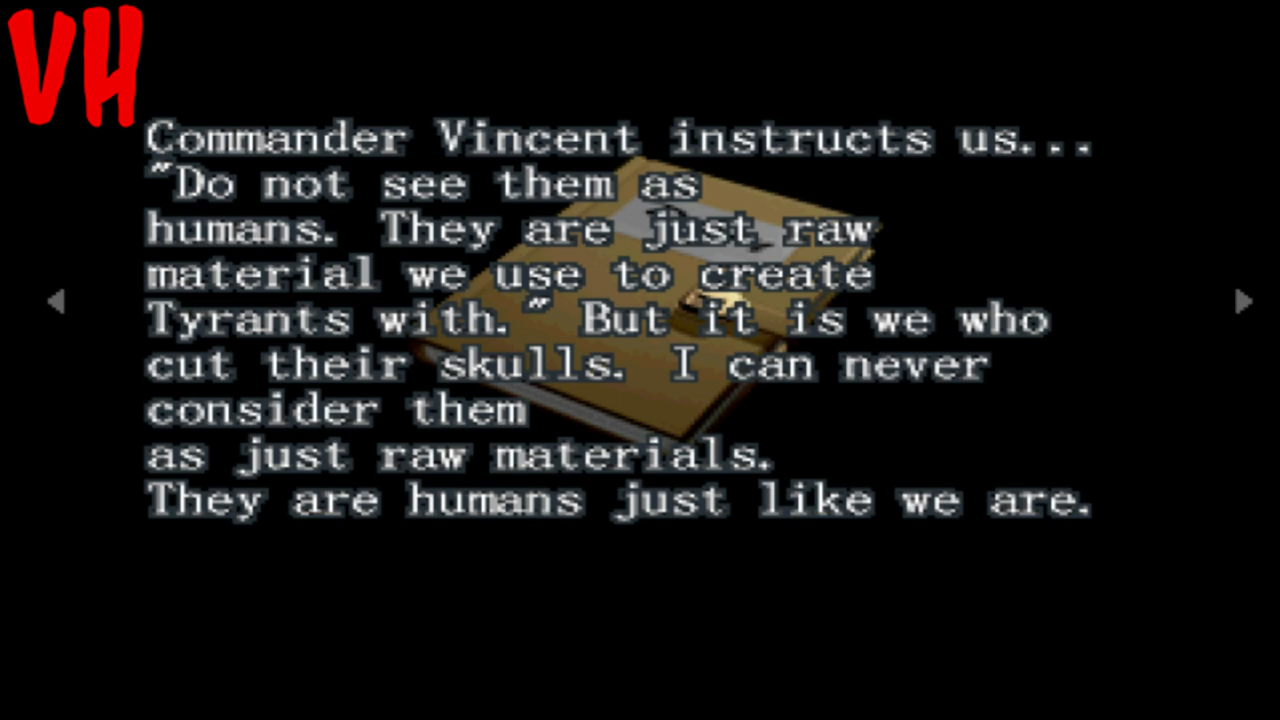 VH
Commander Vincent instructs us...
"Do not see them as
humans. They are just raw
material we use to create
Tyrants with." But it is we who
cut their skulls. I can never
consider them
as just raw materials.
They are humans just like we are.